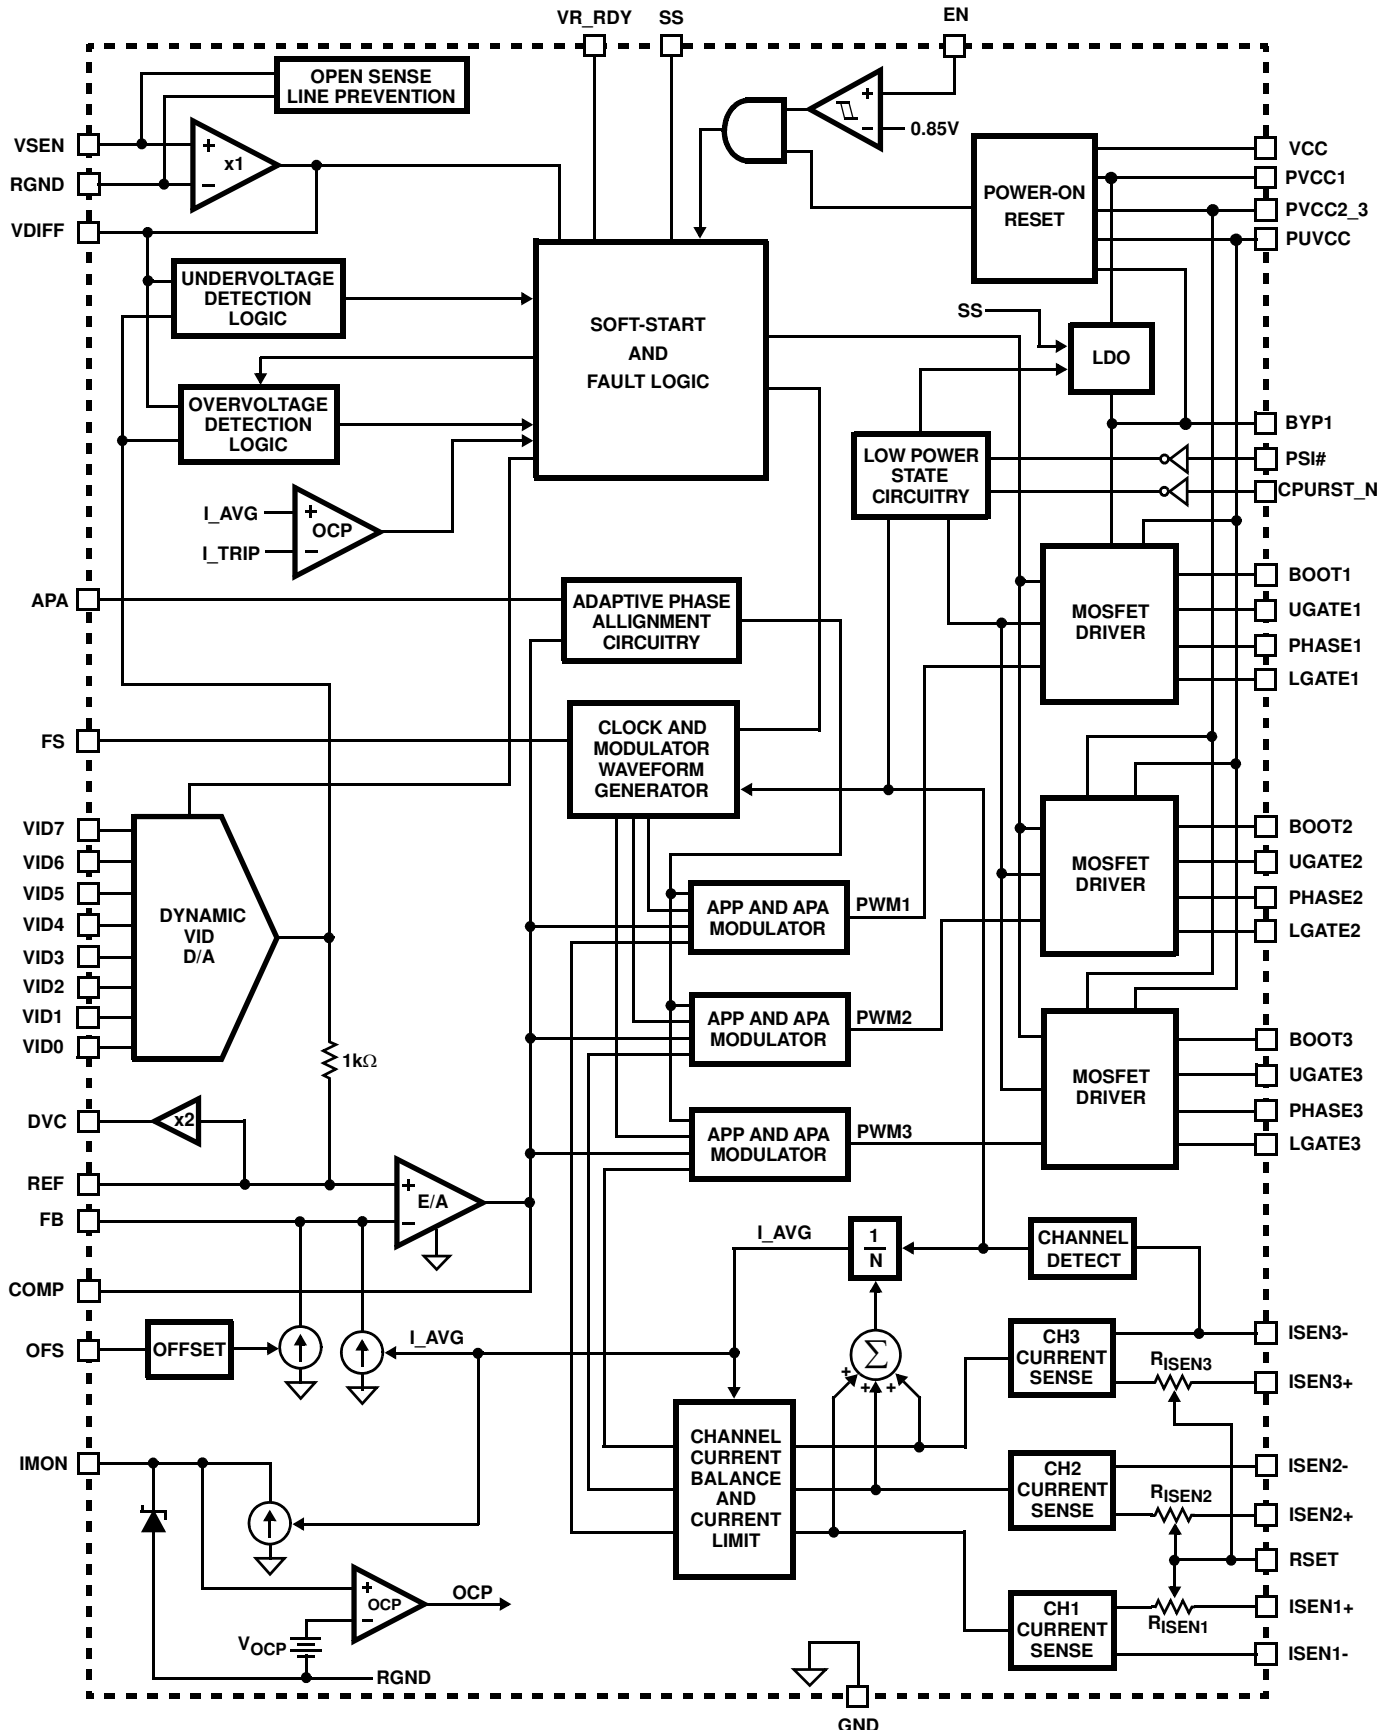 VR_RDY SS EN
OPEN SENSE
LINE PREVENTION
VSEN
+
−
x1
RGND
VDIFF
+
−
0.85V
POWER-ON
RESET
VCC
PVCC1
PVCC2_3
PUVCC
UNDERVOLTAGE
DETECTION
LOGIC
SOFT-START
AND
FAULT LOGIC
SS
LDO
OVERVOLTAGE
DETECTION
LOGIC
BYP1
LOW POWER
STATE
CIRCUITRY
PSI#
CPURST_N
I_AVG
I_TRIP
+
−
OCP
APA
ADAPTIVE PHASE
ALLIGNMENT
CIRCUITRY
MOSFET
DRIVER
BOOT1
UGATE1
PHASE1
LGATE1
FS
CLOCK AND
MODULATOR
WAVEFORM
GENERATOR
VID7
VID6
VID5
VID4
VID3
VID2
VID1
VID0
DYNAMIC
VID
D/A
MOSFET
DRIVER
BOOT2
UGATE2
PHASE2
LGATE2
APP AND APA
MODULATOR
PWM1
APP AND APA
MODULATOR
PWM2
1kΩ
MOSFET
DRIVER
BOOT3
UGATE3
PHASE3
LGATE3
DVC
x2
APP AND APA
MODULATOR
PWM3
REF
FB
+
−
E/A
COMP
I_AVG
1
N
CHANNEL
DETECT
OFS
OFFSET
I_AVG
Σ
+
+
+
CH3
CURRENT
SENSE
RISEN3
ISEN3-
ISEN3+
IMON
CHANNEL
CURRENT
BALANCE
AND
CURRENT
LIMIT
CH2
CURRENT
SENSE
RISEN2
ISEN2-
ISEN2+
RSET
+
−
OCP
OCP
VOCP
RGND
CH1
CURRENT
SENSE
RISEN1
ISEN1+
ISEN1-
GND